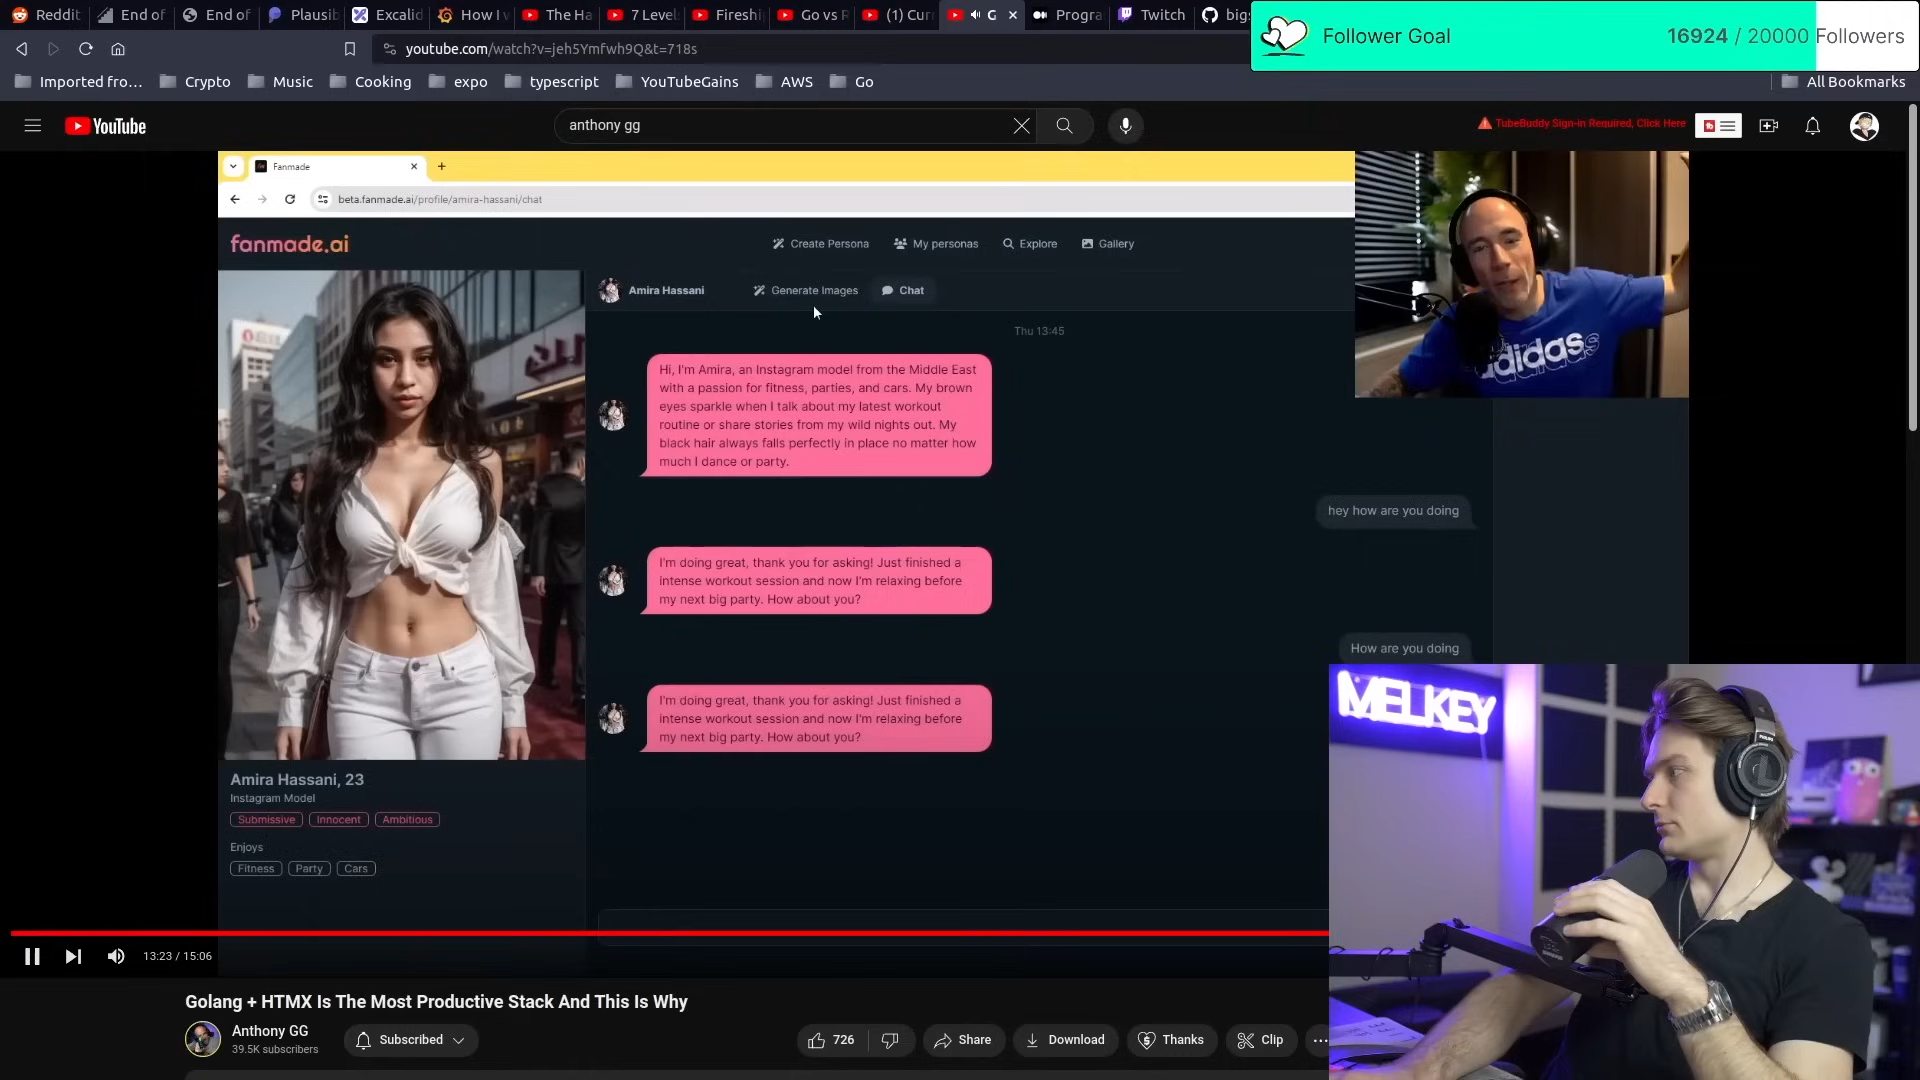 Reddit
End of
End of
Plausib
Excalid
How I v
The Ha
7 Level
Fireshi
Go vs R
(1) Curr
G
Progra
Twitch
bigs
youtube.com/watch?v=jeh5Ymfwh9Q&t=718s
Follower Goal
16924 / 20000 Followers
Imported fro...
Crypto
Music
Cooking
expo
typescript
YouTubeGains
AWS
Go
All Bookmarks
YouTube
anthony gg
TubeBuddy Sign-in Required, Click Here
Fanmade
beta.fanmade.ai/profile/amira-hassani/chat
fanmade.ai
Create Persona
My personas
Explore
Gallery
Amira Hassani
Generate Images
Chat
Thu 13:45
Hi, I'm Amira, an Instagram model from the Middle East
with a passion for fitness, parties, and cars. My brown
eyes sparkle when I talk about my latest workout
routine or share stories from my wild nights out. My
black hair always falls perfectly in place no matter how
much I dance or party.
adidas
hey how are you doing
I'm doing great, thank you for asking! Just finished a
intense workout session and now I'm relaxing before
my next big party. How about you?
How are you doing
I'm doing great, thank you for asking! Just finished a
intense workout session and now I'm relaxing before
my next big party. How about you?
MELKEY
Amira Hassani, 23
Instagram Model
Submissive
Innocent
Ambitious
Enjoys
Fitness
Party
Cars
13:23 / 15:06
Golang + HTMX Is The Most Productive Stack And This Is Why
Anthony GG
39.5K subscribers
Subscribed
726
Share
Download
Thanks
Clip